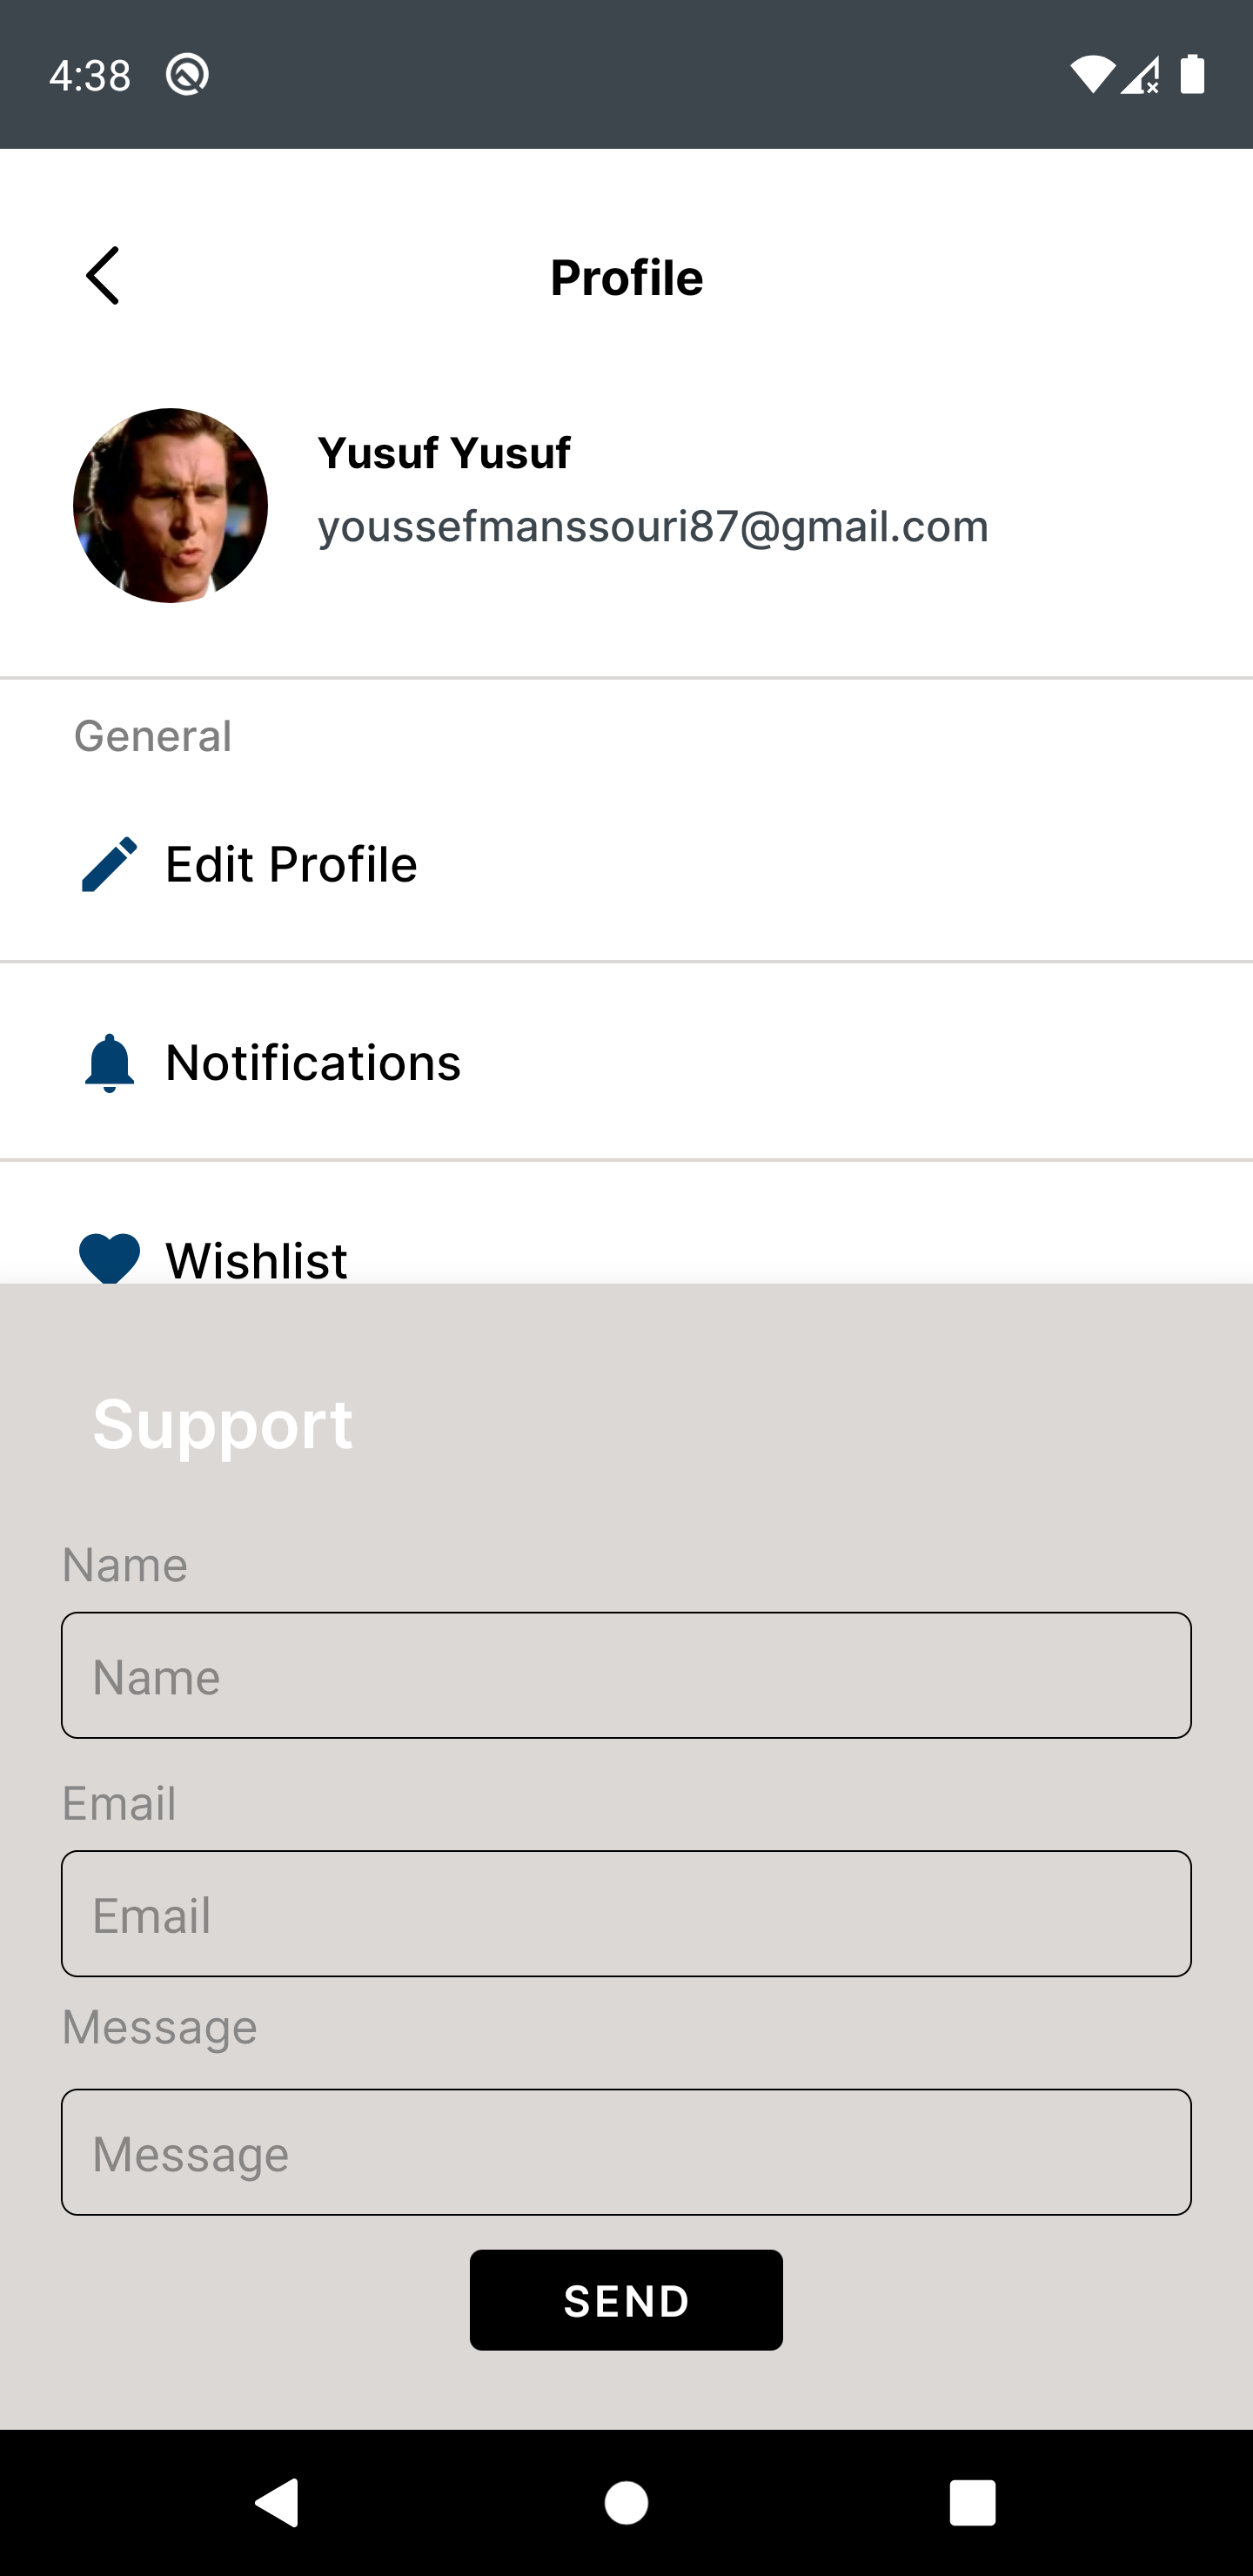 4:38
Profile
Yusuf Yusuf
youssefmanssouri87@gmail.com
General
Edit Profile
Notifications
Wishlist
Support
Name
Name
Email
Email
Message
Message
SEND